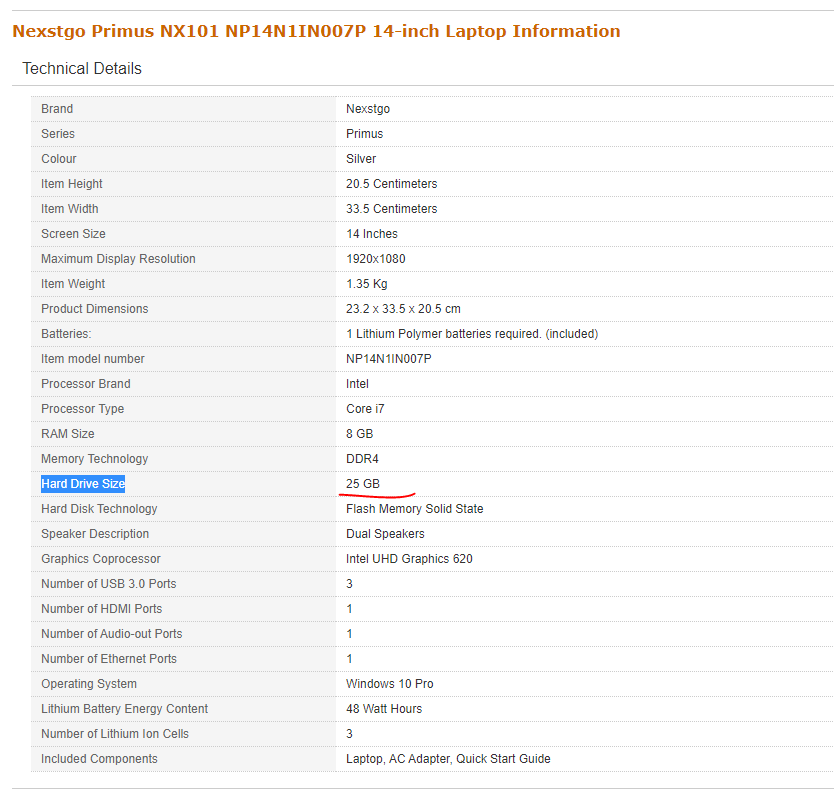 Nexstgo Primus NX101 NP14N1IN007P 14-inch Laptop Information
Technical Details
Brand Nexstgo
Series Primus
Colour Silver
Item Height 20.5 Centimeters
Item Width 33.5 Centimeters
Screen Size 14 Inches
Maximum Display Resolution 1920x1080
Item Weight 1.35 Kg
Product Dimensions 23.2 x 33.5 x 20.5 cm
Batteries: 1 Lithium Polymer batteries required. (included)
Item model number NP14N1IN007P
Processor Brand Intel
Processor Type Core i7
RAM Size 8 GB
Memory Technology DDR4
Hard Drive Size 25 GB
Hard Disk Technology Flash Memory Solid State
Speaker Description Dual Speakers
Graphics Coprocessor Intel UHD Graphics 620
Number of USB 3.0 Ports 3
Number of HDMI Ports 1
Number of Audio-out Ports 1
Number of Ethernet Ports 1
Operating System Windows 10 Pro
Lithium Battery Energy Content 48 Watt Hours
Number of Lithium Ion Cells 3
Included Components Laptop, AC Adapter, Quick Start Guide